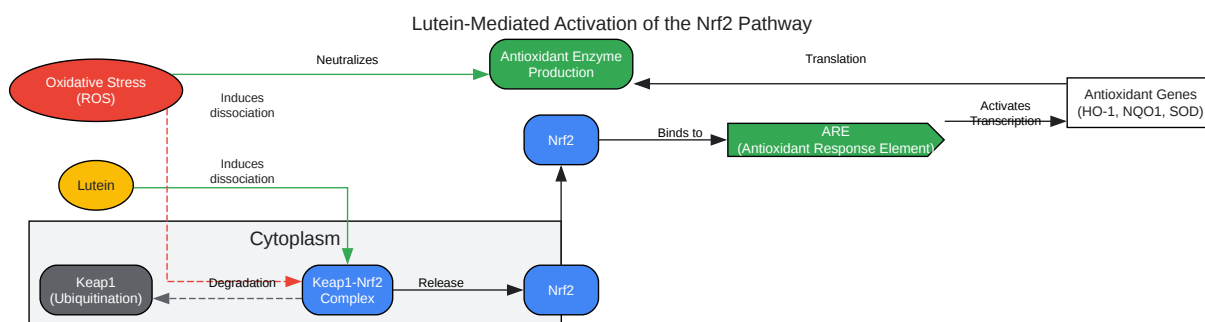 Lutein-Mediated Activation of the Nrf2 Pathway
Neutralizes
Antioxidant Enzyme
Production
Translation
Oxidative Stress
(ROS)
Induces
dissociation
Antioxidant Genes
(HO-1, NQO1, SOD)
Activates
Transcription
Nrf2
Binds to
ARE
(Antioxidant Response Element)
Induces
dissociation
Lutein
Cytoplasm
Keap1
(Ubiquitination)
Degradation
Keap1-Nrf2
Complex
Release
Nrf2